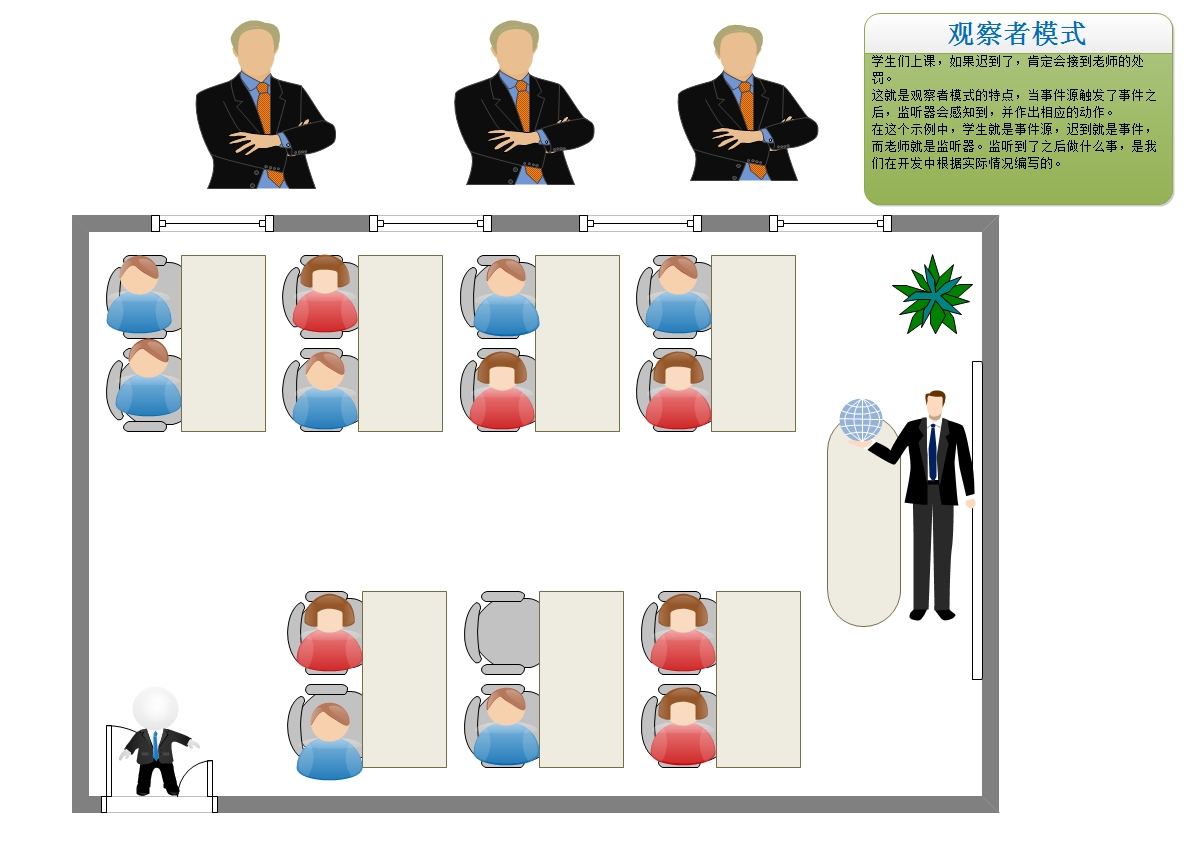 观察者模式
学生们上课，如果迟到了，肯定会接到老师的处
罚。
这就是观察者模式的特点，当事件源触发了事件之
后，监听器会感知到，并作出相应的动作。
在这个示例中，学生就是事件源，迟到就是事件，
而老师就是监听器。监听到了之后做什么事，是我
们在开发中根据实际情况编写的。